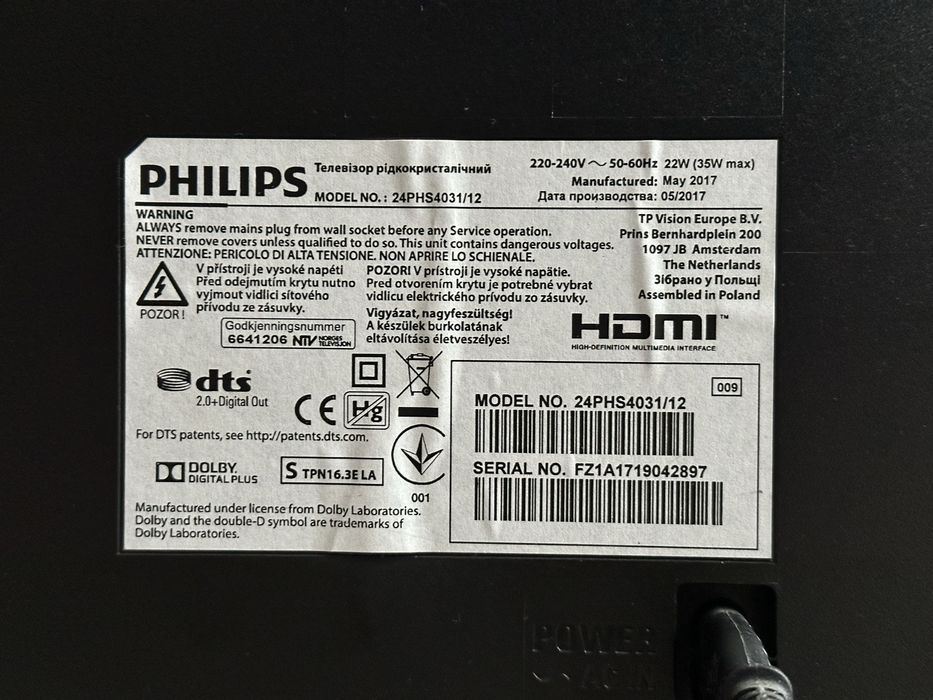 PHILIPS
Телевізор рідкокристалічний
MODEL NO. : 24PHS4031/12
220-240V ~ 50-60Hz 22W (35W max)
Manufactured: May 2017
Дата производства: 05/2017
WARNING
ALWAYS remove mains plug from wall socket before any Service operation.
NEVER remove covers unless qualified to do so. This unit contains dangerous voltages.
ATTENZIONE: PERICOLO DI ALTA TENSIONE. NON APRIRE LO SCHIENALE.
TP Vision Europe B.V.
Prins Bernhardplein 200
1097 JB Amsterdam
The Netherlands
Зібрано у Польщі
Assembled in Poland
POZOR !
V přístroji je vysoké napětí
Před odejmutím krytu nutno
vyjmout vidlici síťového
přívodu ze zásuvky.
POZOR! V prístroji je vysoké napätie.
Pred otvorením krytu je potrebné vybrat
vidlicu elektrického prívodu zo zásuvky.
Vigyázat, nagyfeszültség!
A készülek burkolatának
eltávolítása életveszélyes!
Godkjenningsnummer
6641206 NTV NORGES
TELEVISJON
HDMI™
HIGH-DEFINITION MULTIMEDIA INTERFACE
dts
2.0+Digital Out
CE
Hg
For DTS patents, see http://patents.dts.com.
DOLBY
DIGITAL PLUS
S TPN16.3E LA
001
Manufactured under license from Dolby Laboratories.
Dolby and the double-D symbol are trademarks of
Dolby Laboratories.
009
MODEL NO. 24PHS4031/12
SERIAL NO. FZ1A1719042897
POWER
AC IN